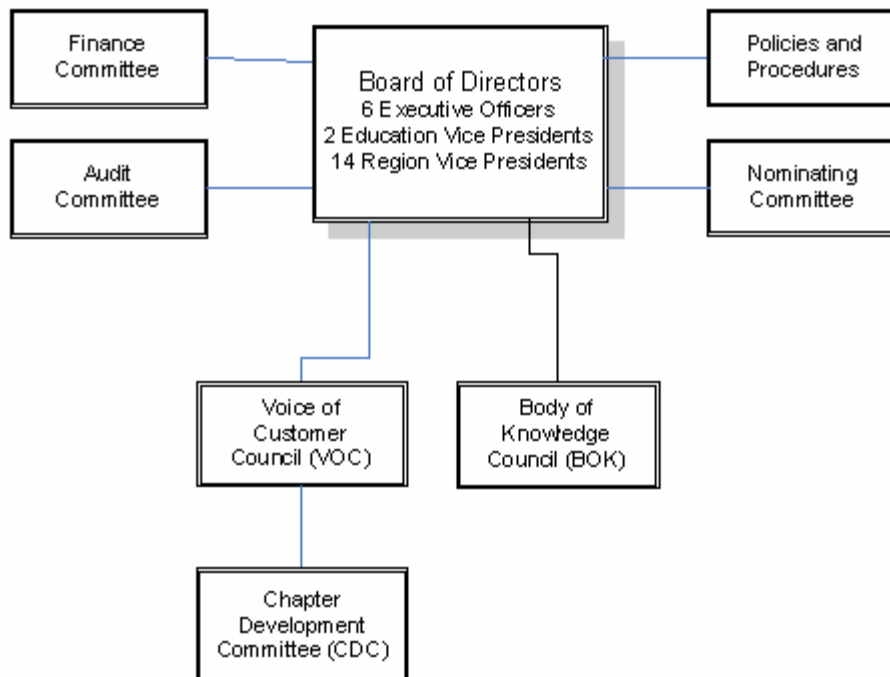 Finance
Committee
Board of Directors
6 Executive Officers
2 Education Vice Presidents
14 Region Vice Presidents
Policies and
Procedures
Audit
Committee
Nominating
Committee
Voice of
Customer
Council (VOC)
Body of
Knowledge
Council (BOK)
Chapter
Development
Committee (CDC)